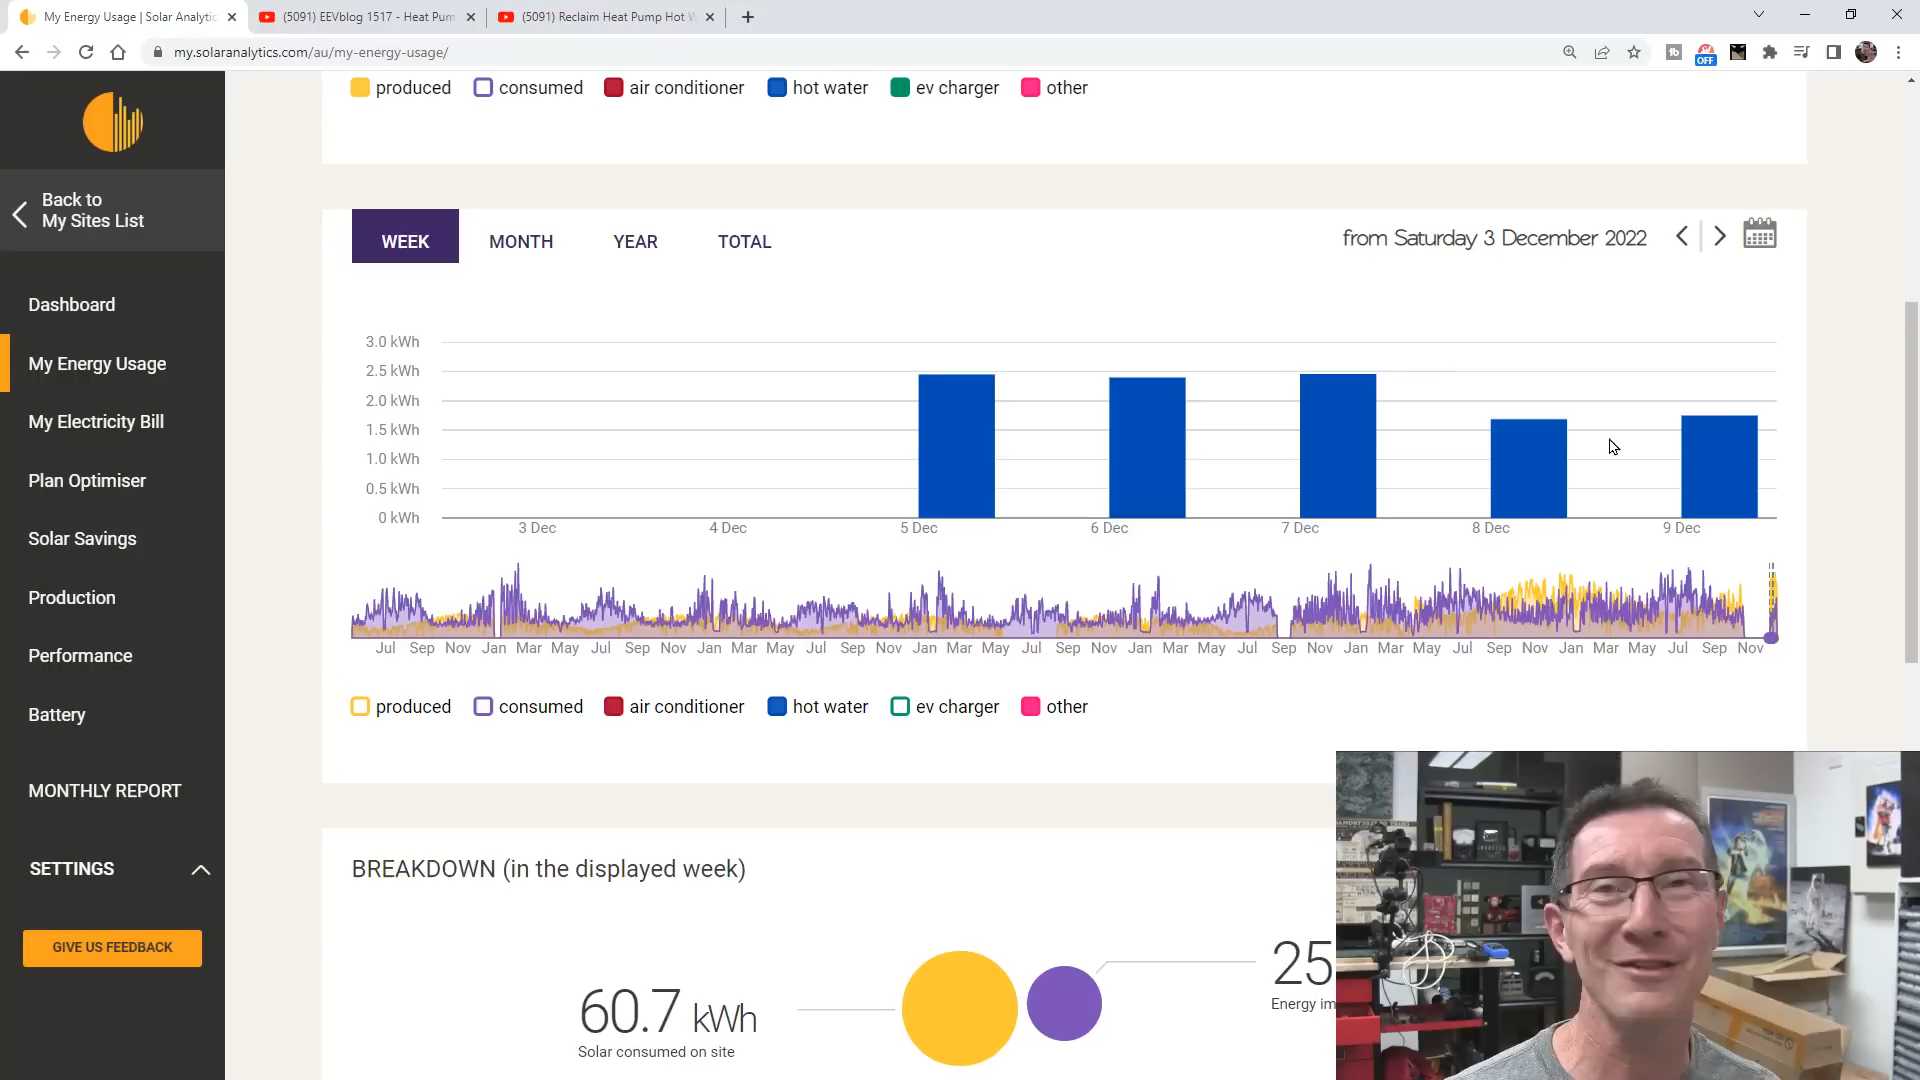 My Energy Usage | Solar Analytic
(5091) EEVblog 1517 - Heat Pum
(5091) Reclaim Heat Pump Hot W
my.solaranalytics.com/au/my-energy-usage/
OFF
produced consumed air conditioner hot water ev charger other
Back to
My Sites List
WEEK MONTH YEAR TOTAL
from Saturday 3 December 2022
Dashboard
My Energy Usage
My Electricity Bill
Plan Optimiser
Solar Savings
Production
Performance
Battery
MONTHLY REPORT
SETTINGS
GIVE US FEEDBACK
3.0 kWh
2.5 kWh
2.0 kWh
1.5 kWh
1.0 kWh
0.5 kWh
0 kWh
3 Dec 4 Dec 5 Dec 6 Dec 7 Dec 8 Dec 9 Dec
Jul Sep Nov Jan Mar May Jul Sep Nov Jan Mar May Jul Sep Nov Jan Mar May Jul Sep Nov Jan Mar May Jul Sep Nov Jan Mar May Jul Sep Nov Jan Mar May Jul Sep Nov
produced consumed air conditioner hot water ev charger other
BREAKDOWN (in the displayed week)
60.7 kWh
Solar consumed on site
25
Energy im